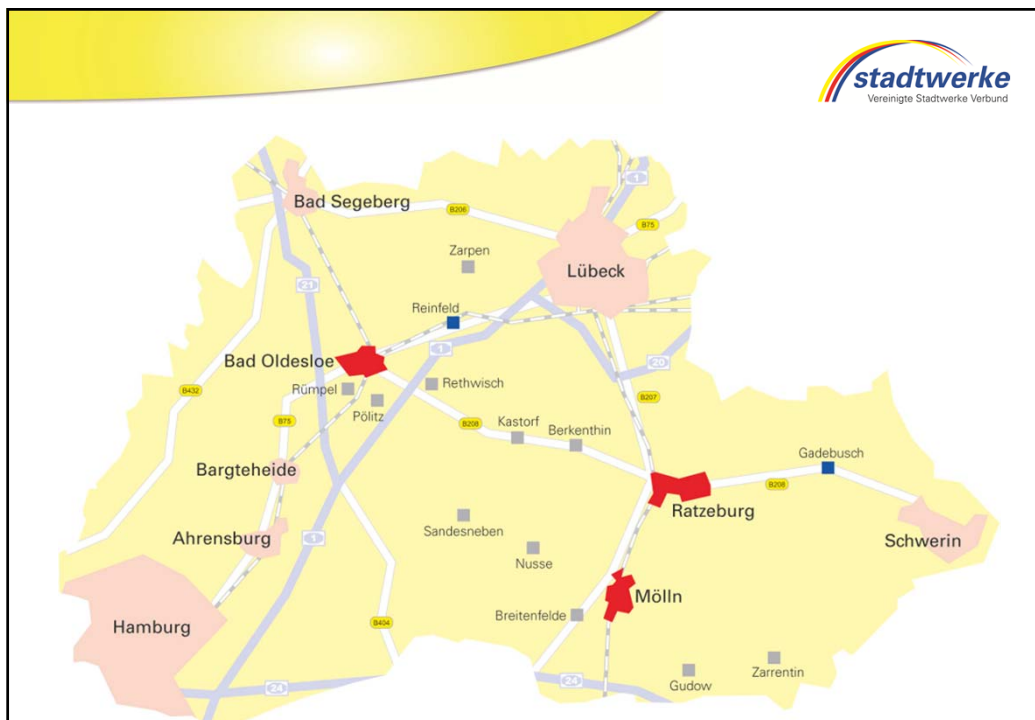 stadtwerke
Vereinigte Stadtwerke Verbund
1
Bad Segeberg
B206
B75
Zarpen
Lübeck
21
Reinfeld
1
Bad Oldesloe
20
Rethwisch
Rümpel
B432
Pölitz
B207
Kastorf
B75
B208
Berkenthin
Gadebusch
Bargteheide
B208
Ratzeburg
Sandesneben
Ahrensburg
1
Schwerin
Nusse
Mölln
Breitenfelde
B404
Hamburg
Zarrentin
Gudow
24
24